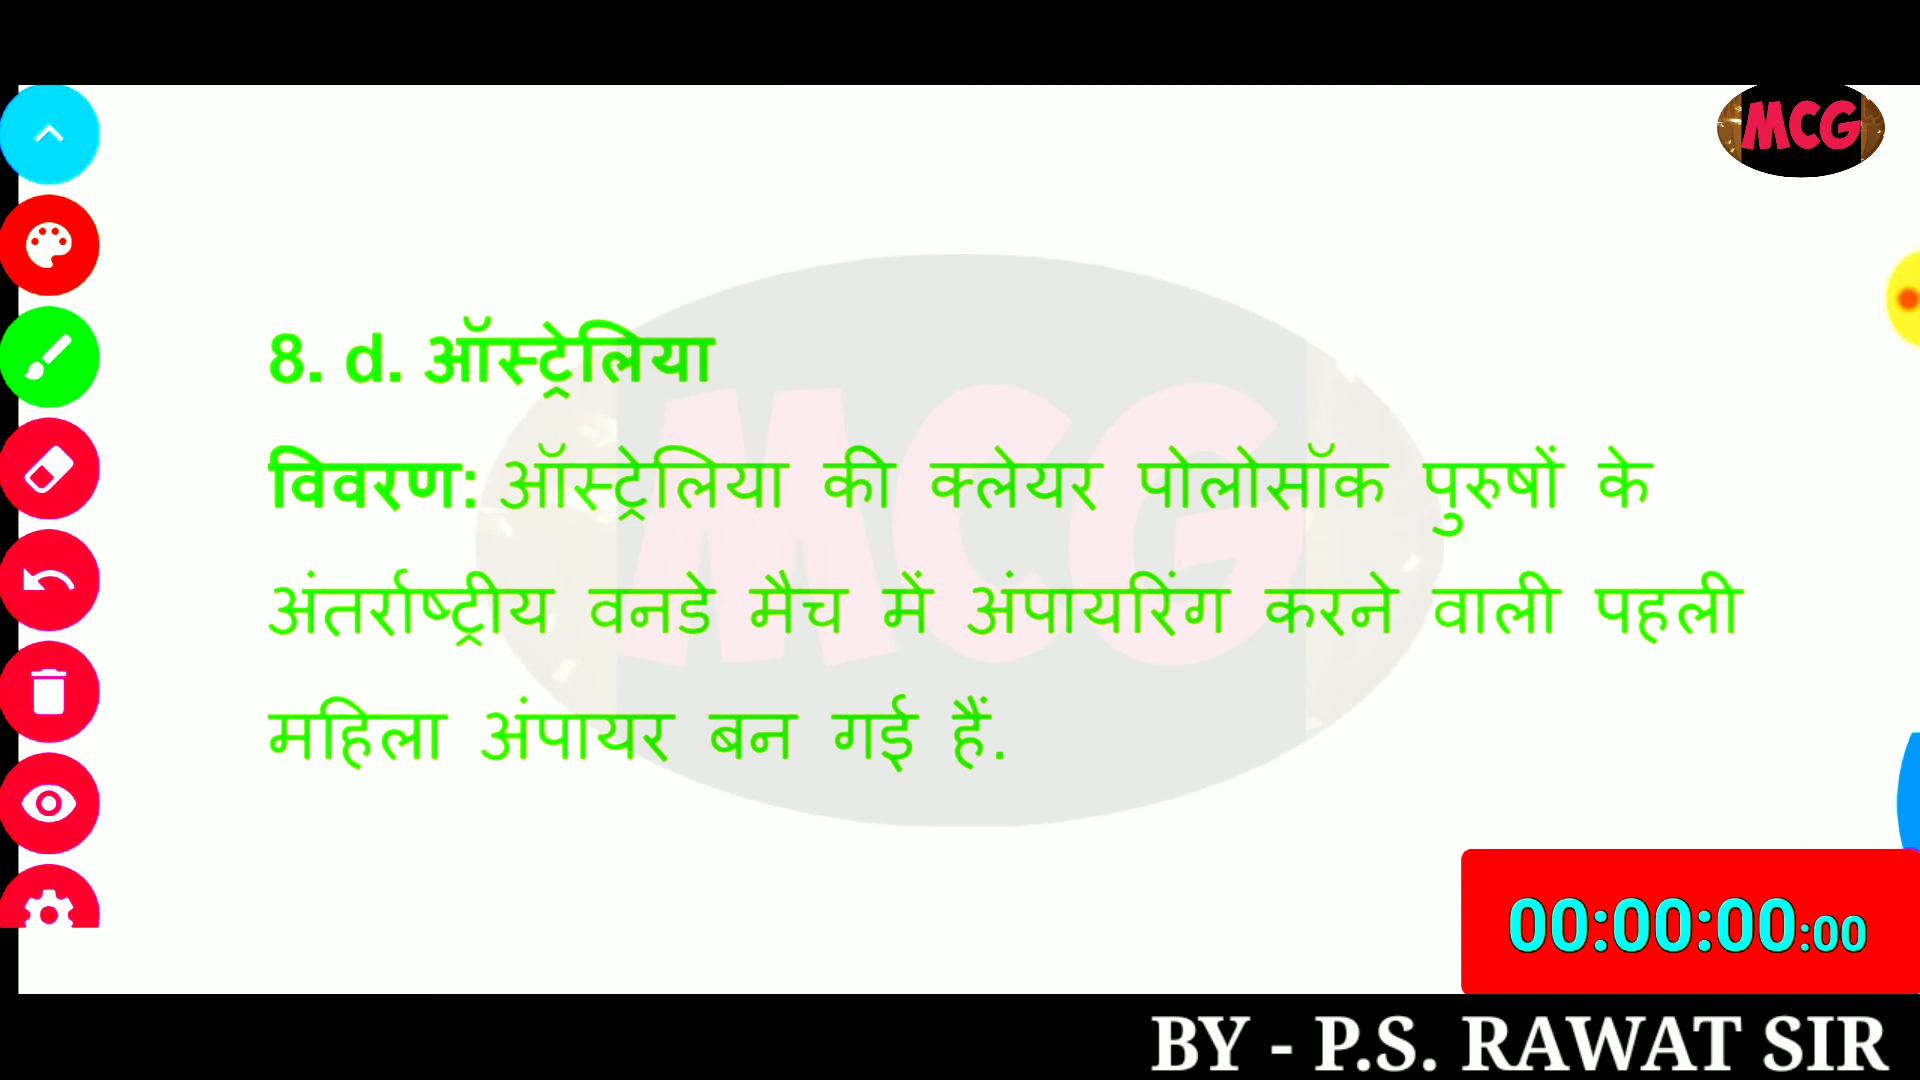 MCG
8. d. ऑस्ट्रेलिया
विवरण: ऑस्ट्रेलिया की क्लेयर पोलोसॉक पुरुषों के
अंतर्राष्ट्रीय वनडे मैच में अंपायरिंग करने वाली पहली
महिला अंपायर बन गई हैं.
MCG
00:00:00:00
BY - P.S. RAWAT SIR